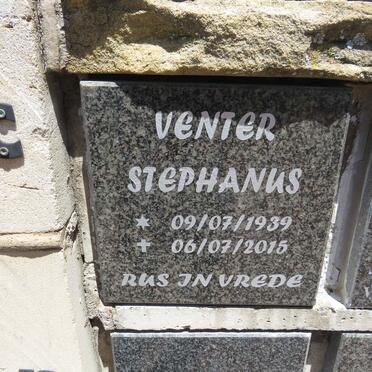 VENTER
STEPHANUS
* 09/07/1939
✝ 06/07/2015
RUS IN VREDE